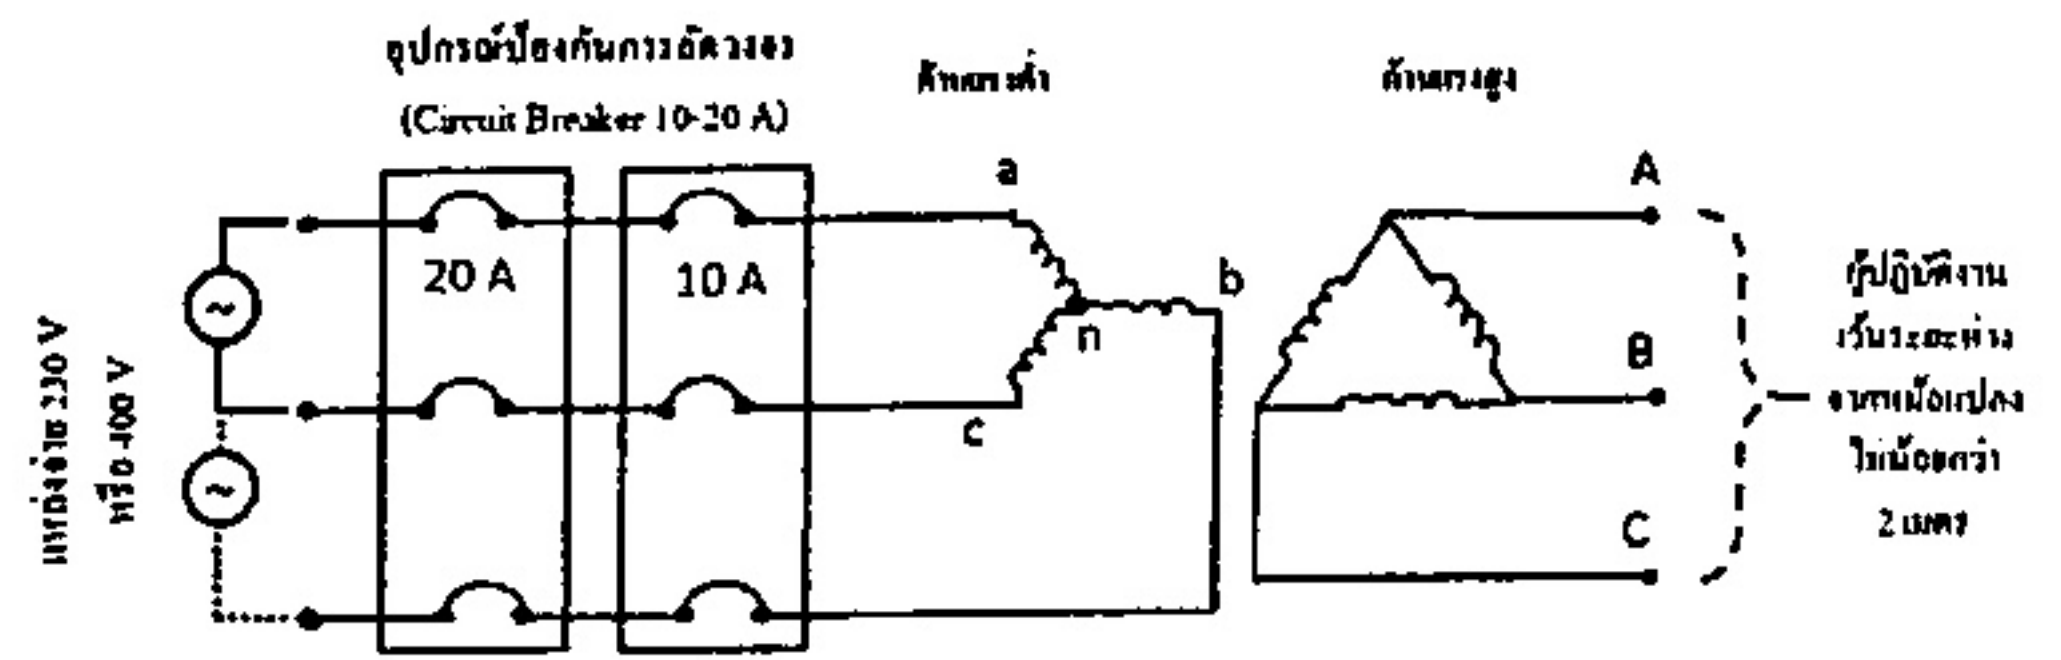 อุปกรณ์ป้องกันการลัดวงจร
(Circuit Breaker 10-20 A)
ด้านแรงต่ำ
ด้านแรงสูง
a
A
20 A
10 A
b
n
B
c
C
แหล่งจ่าย 230 V
หรือ 400 V
ผู้ปฏิบัติงาน
เว้นระยะห่าง
จากหม้อแปลง
ไม่น้อยกว่า
2 เมตร